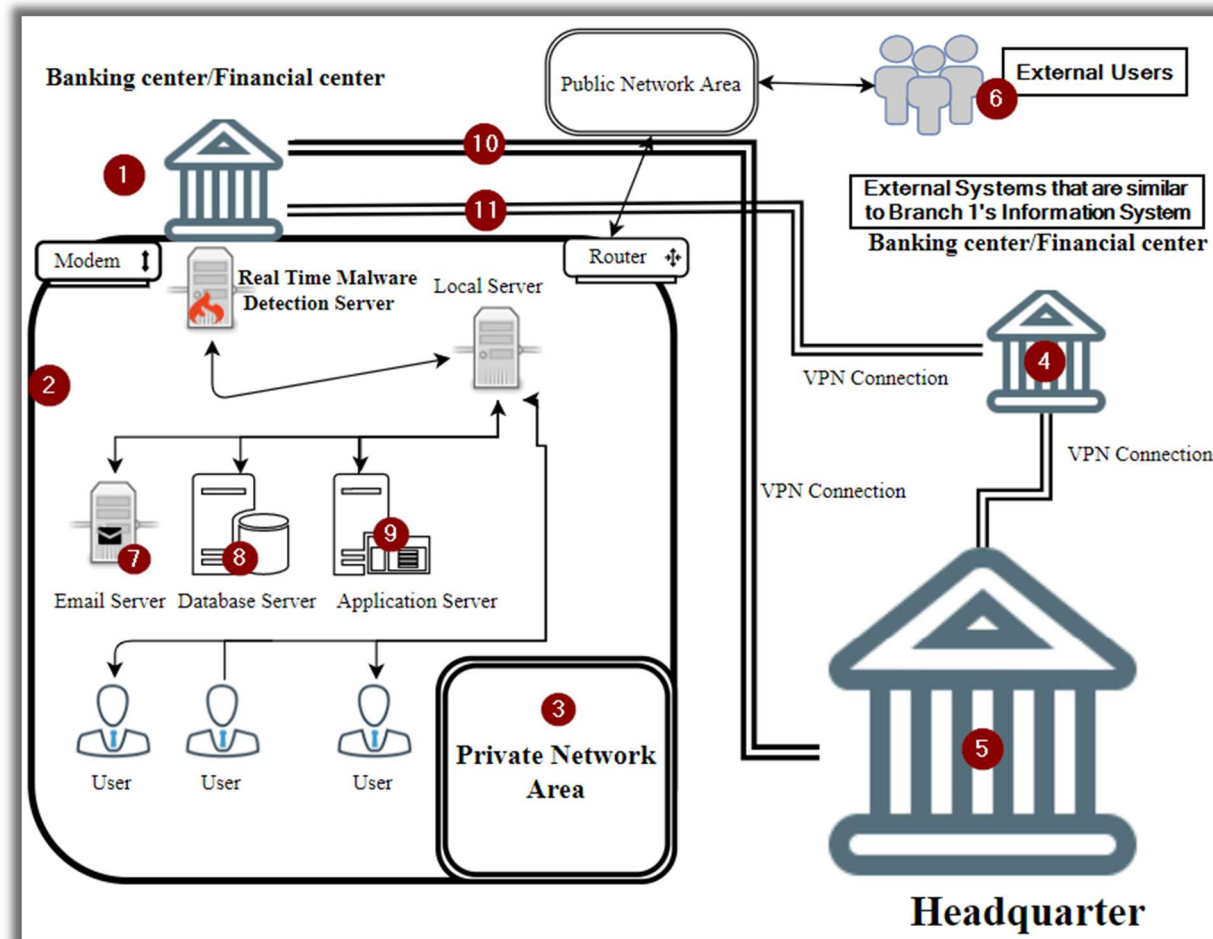 Banking center/Financial center
Public Network Area
External Users
6
10
1
External Systems that are similar
to Branch 1's Information System
Banking center/Financial center
11
Modem
Router
Real Time Malware
Detection Server
Local Server
2
4
VPN Connection
VPN Connection
VPN Connection
7
8
9
Email Server
Database Server
Application Server
3
Private Network
Area
5
User
User
User
Headquarter